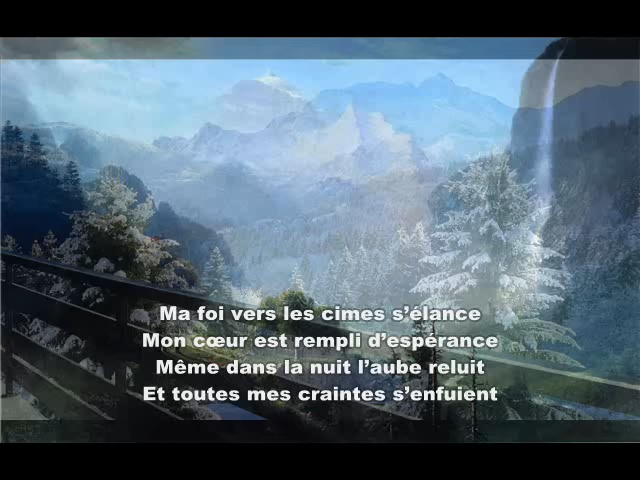 Ma foi vers les cimes s’élance
Mon cœur est rempli d’espérance
Même dans la nuit l’aube reluit
Et toutes mes craintes s’enfuient